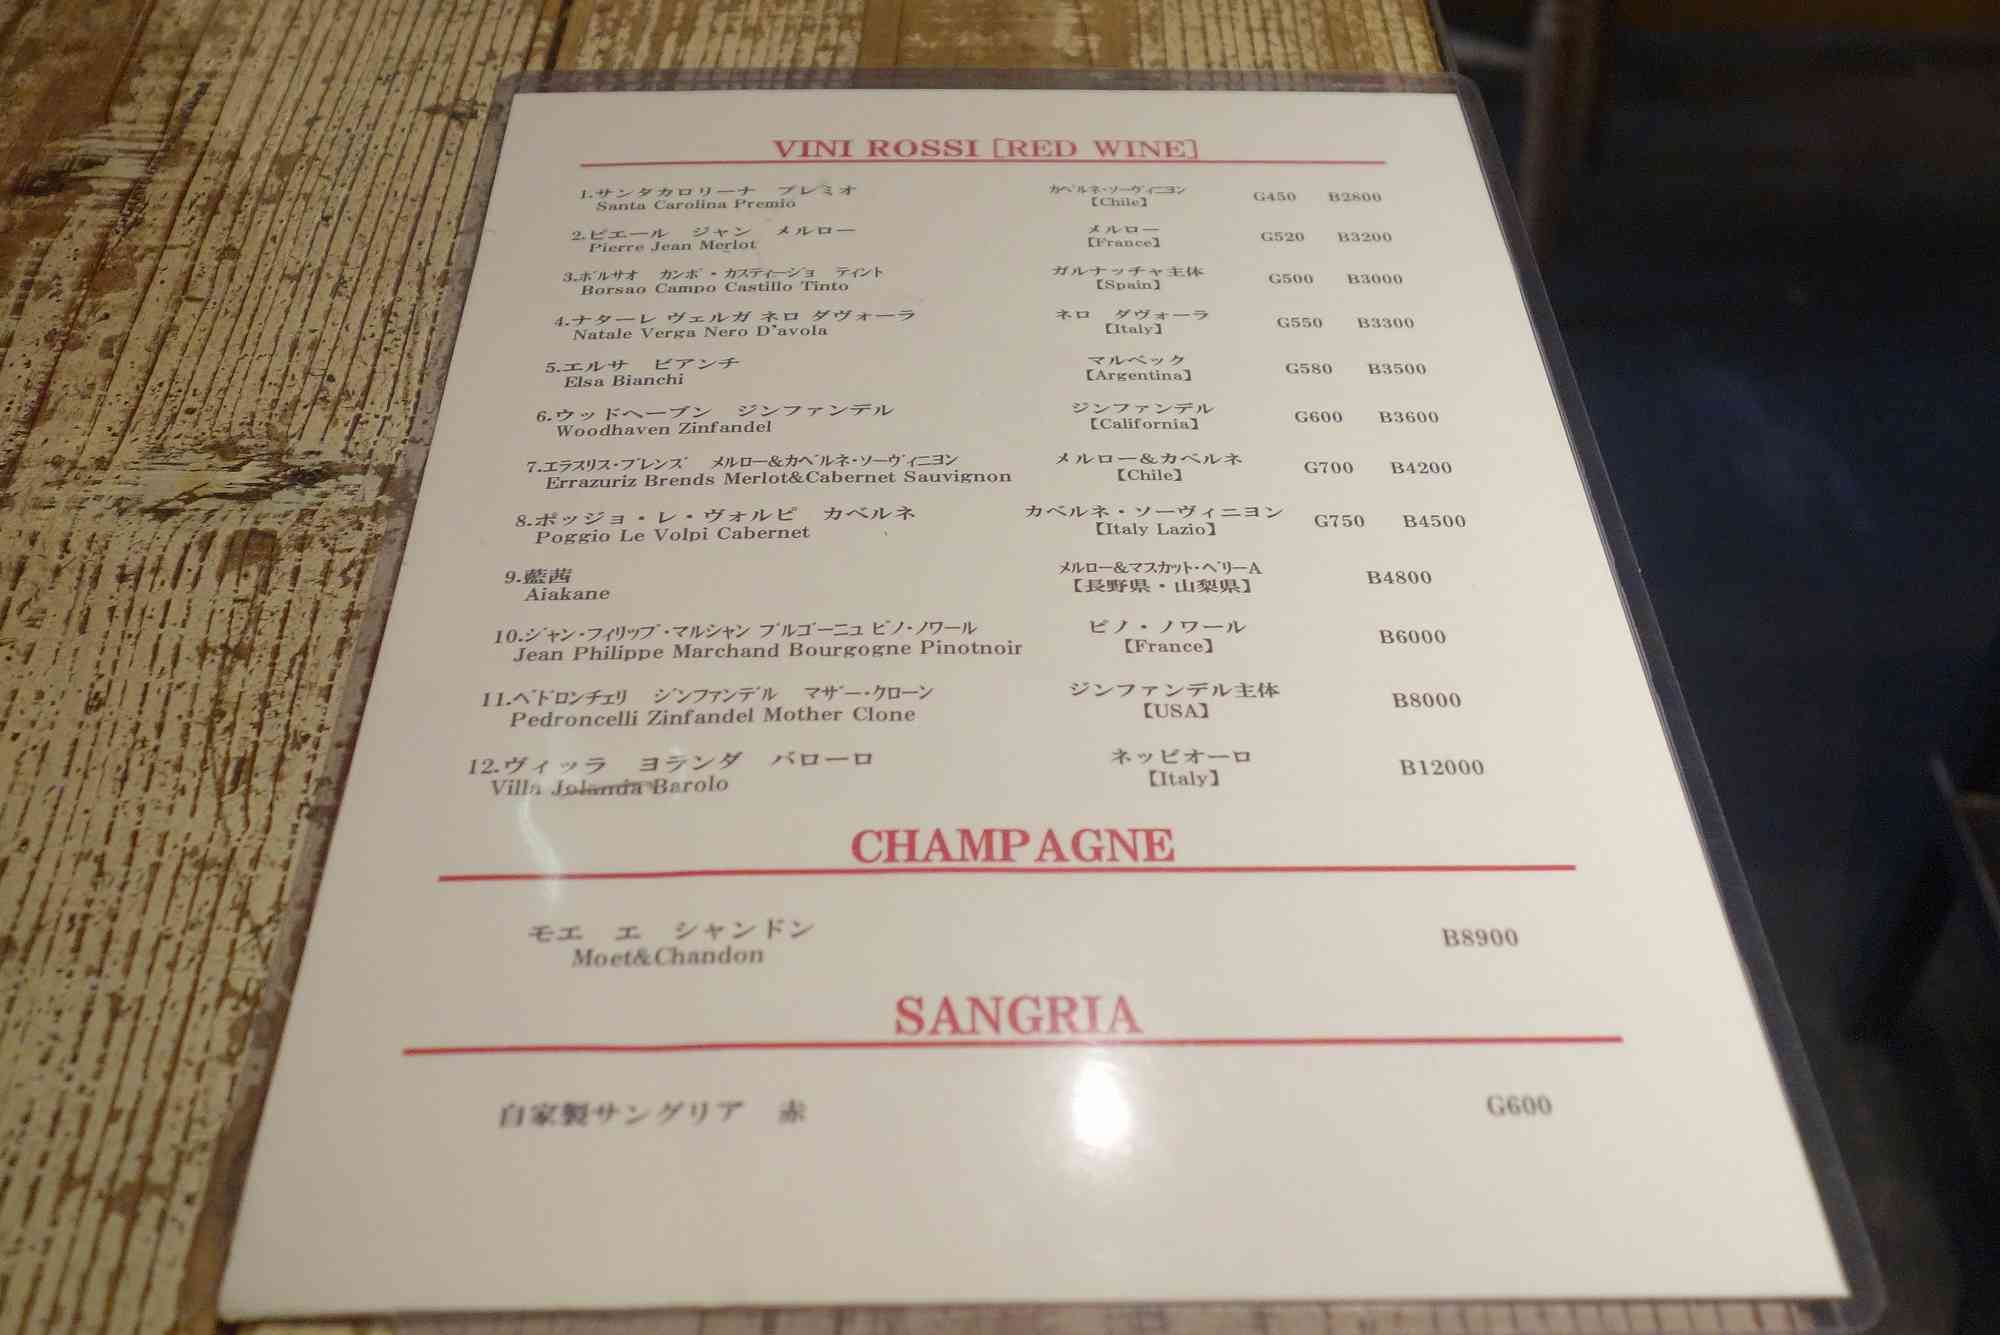 VINI ROSSI [RED WINE]
1.サンタカロリーナ　プレミオ　カベルネ・ソーヴィニヨン　G450　B2800
Santa Carolina Premio　【Chile】
2.ピエール　ジャン　メルロー　メルロー　G520　B3200
Pierre Jean Merlot　【France】
3.ボルサオ　カンポ・カスティージョ　ティント　ガルナッチャ主体　G500　B3000
Borsao Campo Castillo Tinto　【Spain】
4.ナターレ ヴェルガ ネロ ダヴォーラ　ネロ　ダヴォーラ　G550　B3300
Natale Verga Nero D'avola　【Italy】
5.エルサ　ビアンチ　マルベック　G580　B3500
Elsa Bianchi　【Argentina】
6.ウッドヘーブン　ジンファンデル　ジンファンデル　G600　B3600
Woodhaven Zinfandel　【California】
7.エラスリス・ブレンズ　メルロー&カベルネ・ソーヴィニヨン　メルロー&カベルネ　G700　B4200
Errazuriz Brends Merlot&Cabernet Sauvignon　【Chile】
8.ポッジョ・レ・ヴォルピ　カベルネ　カベルネ・ソーヴィニヨン　G750　B4500
Poggio Le Volpi Cabernet　【Italy Lazio】
9.藍茜　メルロー&マスカット・ベリーA　B4800
Aiakane　【長野県・山梨県】
10.ジャン・フィリップ・マルシャン ブルゴーニュ ピノ・ノワール　ピノ・ノワール　B6000
Jean Philippe Marchand Bourgogne Pinotnoir　【France】
11.ペドロンチェリ　ジンファンデル　マザー・クローン　ジンファンデル主体　B8000
Pedroncelli Zinfandel Mother Clone　【USA】
12.ヴィッラ　ヨランダ　バローロ　ネッビオーロ　B12000
Villa Jolanda Barolo　【Italy】
CHAMPAGNE
モエ　エ　シャンドン　B8900
Moet&Chandon
SANGRIA
自家製サングリア　赤　G600